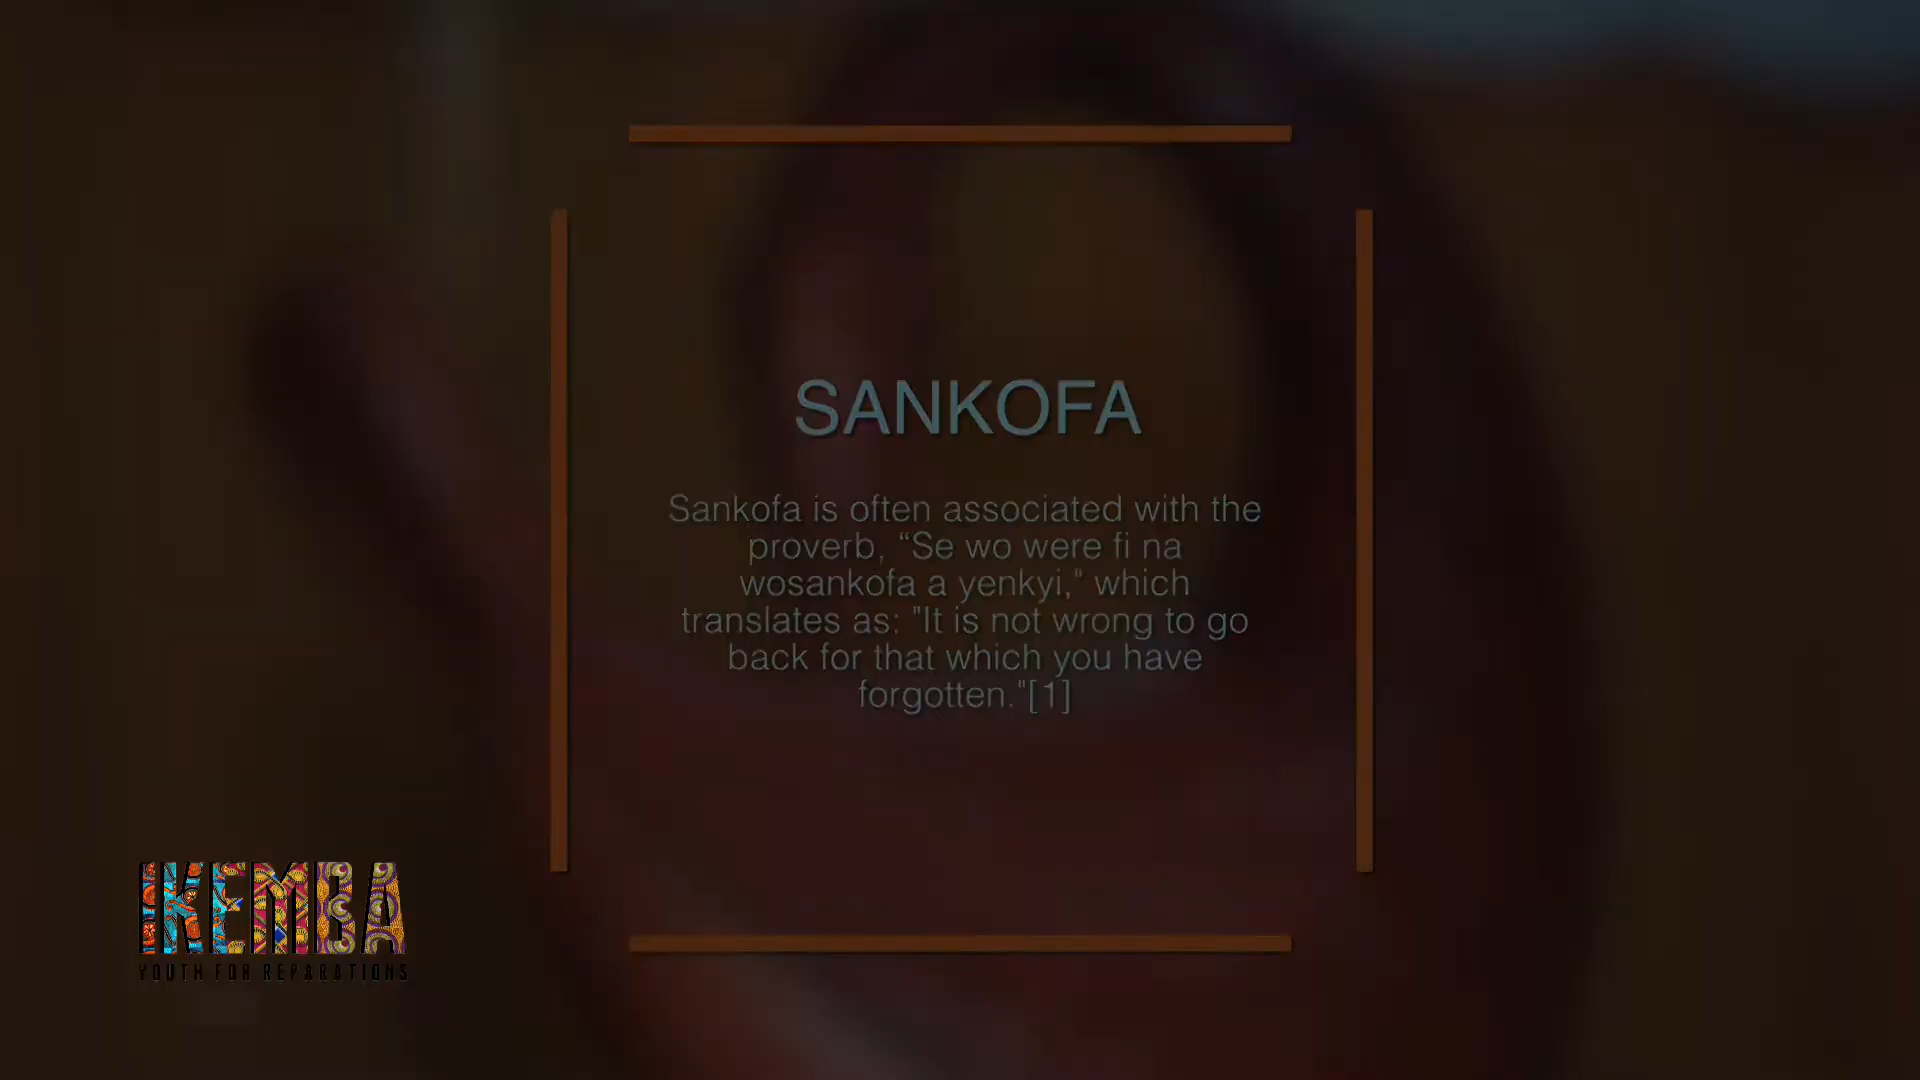 SANKOFA
Sankofa is often associated with the
proverb, “Se wo were fi na
wosankofa a yenkyi," which
translates as: "It is not wrong to go
back for that which you have
forgotten."[1]
IKEMBA
YOUTH FOR REPARATIONS